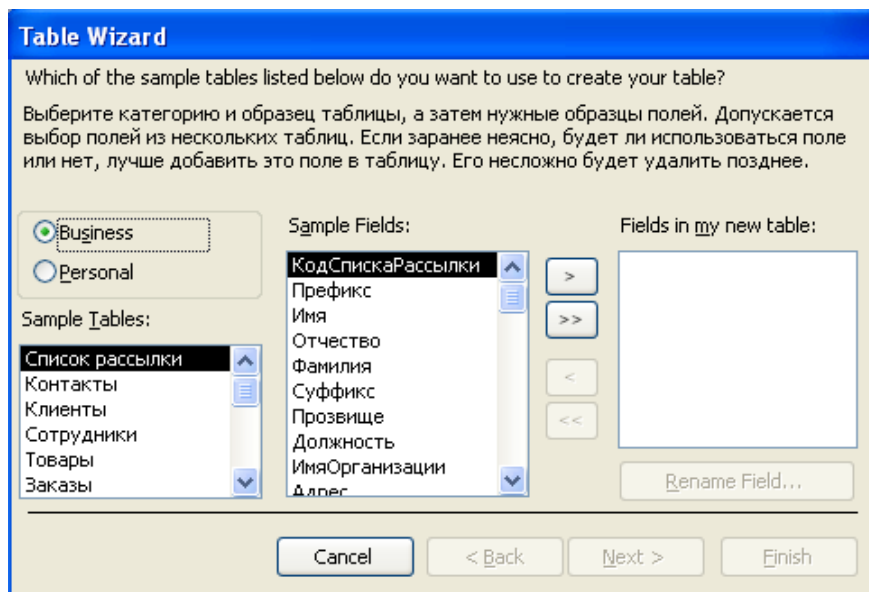 Table Wizard
Which of the sample tables listed below do you want to use to create your table?
Выберите категорию и образец таблицы, а затем нужные образцы полей. Допускается
выбор полей из нескольких таблиц. Если заранее неясно, будет ли использоваться поле
или нет, лучше добавить это поле в таблицу. Его несложно будет удалить позднее.
Business
Personal
Sample Tables:
Список рассылки
Контакты
Клиенты
Сотрудники
Товары
Заказы
Sample Fields:
КодСпискаРассылки
Префикс
Имя
Отчество
Фамилия
Суффикс
Прозвище
Должность
ИмяОрганизации
Адрес
>
>>
<
<<
Fields in my new table:
Rename Field...
Cancel
< Back
Next >
Finish